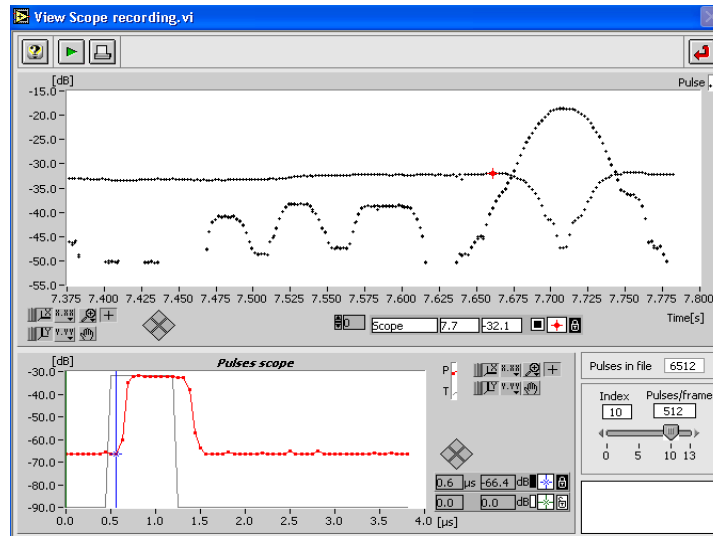 View Scope recording.vi
[dB]
Pulse
-15.0
-20.0
-25.0
-30.0
-35.0
-40.0
-45.0
-50.0
-55.0
7.375 7.400 7.425 7.450 7.475 7.500 7.525 7.550 7.575 7.600 7.625 7.650 7.675 7.700 7.725 7.750 7.775 7.800
Time[s]
X x.xx
Y y.yy
0 Scope 7.7 -32.1
[dB] Pulses scope
-30.0
-40.0
-50.0
-60.0
-70.0
-80.0
-90.0
0.0 0.5 1.0 1.5 2.0 2.5 3.0 3.5 4.0 [µs]
P
T
X x.xx
Y y.yy
0.6 µs -66.4 dB
0.0 0.0 dB
Pulses in file 6512
Index Pulses/frame
10 512
0 5 10 13